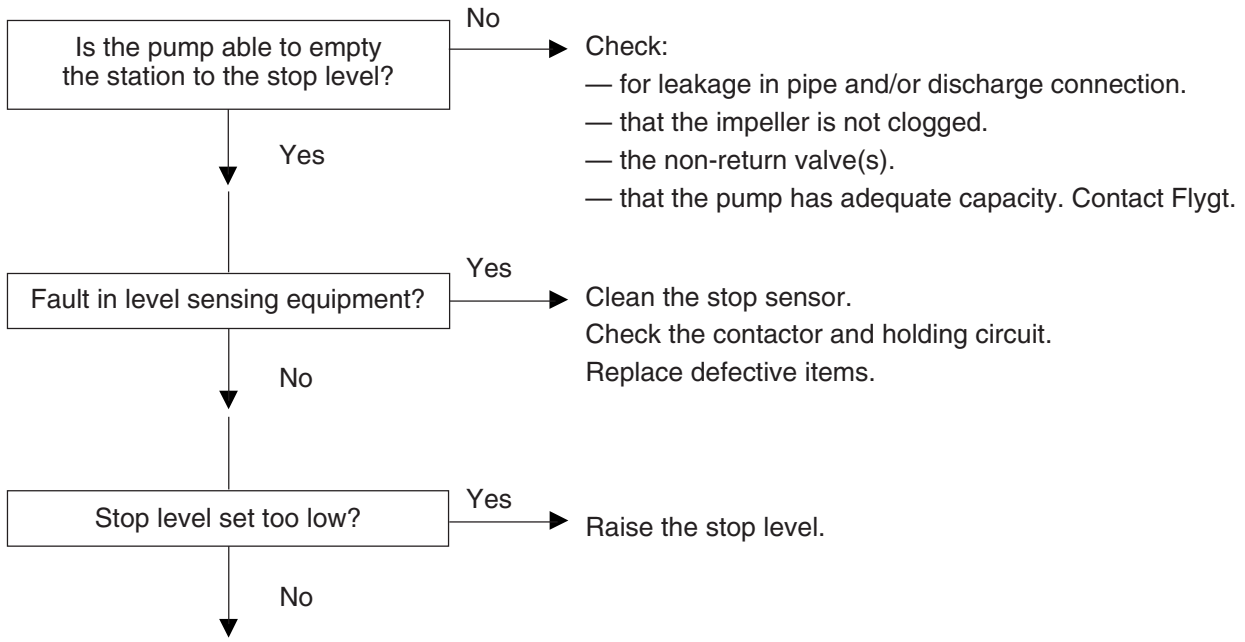 Is the pump able to empty
the station to the stop level?
No
Check:
— for leakage in pipe and/or discharge connection.
— that the impeller is not clogged.
— the non-return valve(s).
— that the pump has adequate capacity. Contact Flygt.
Yes
Fault in level sensing equipment?
Yes
Clean the stop sensor.
Check the contactor and holding circuit.
Replace defective items.
No
Stop level set too low?
Yes
Raise the stop level.
No